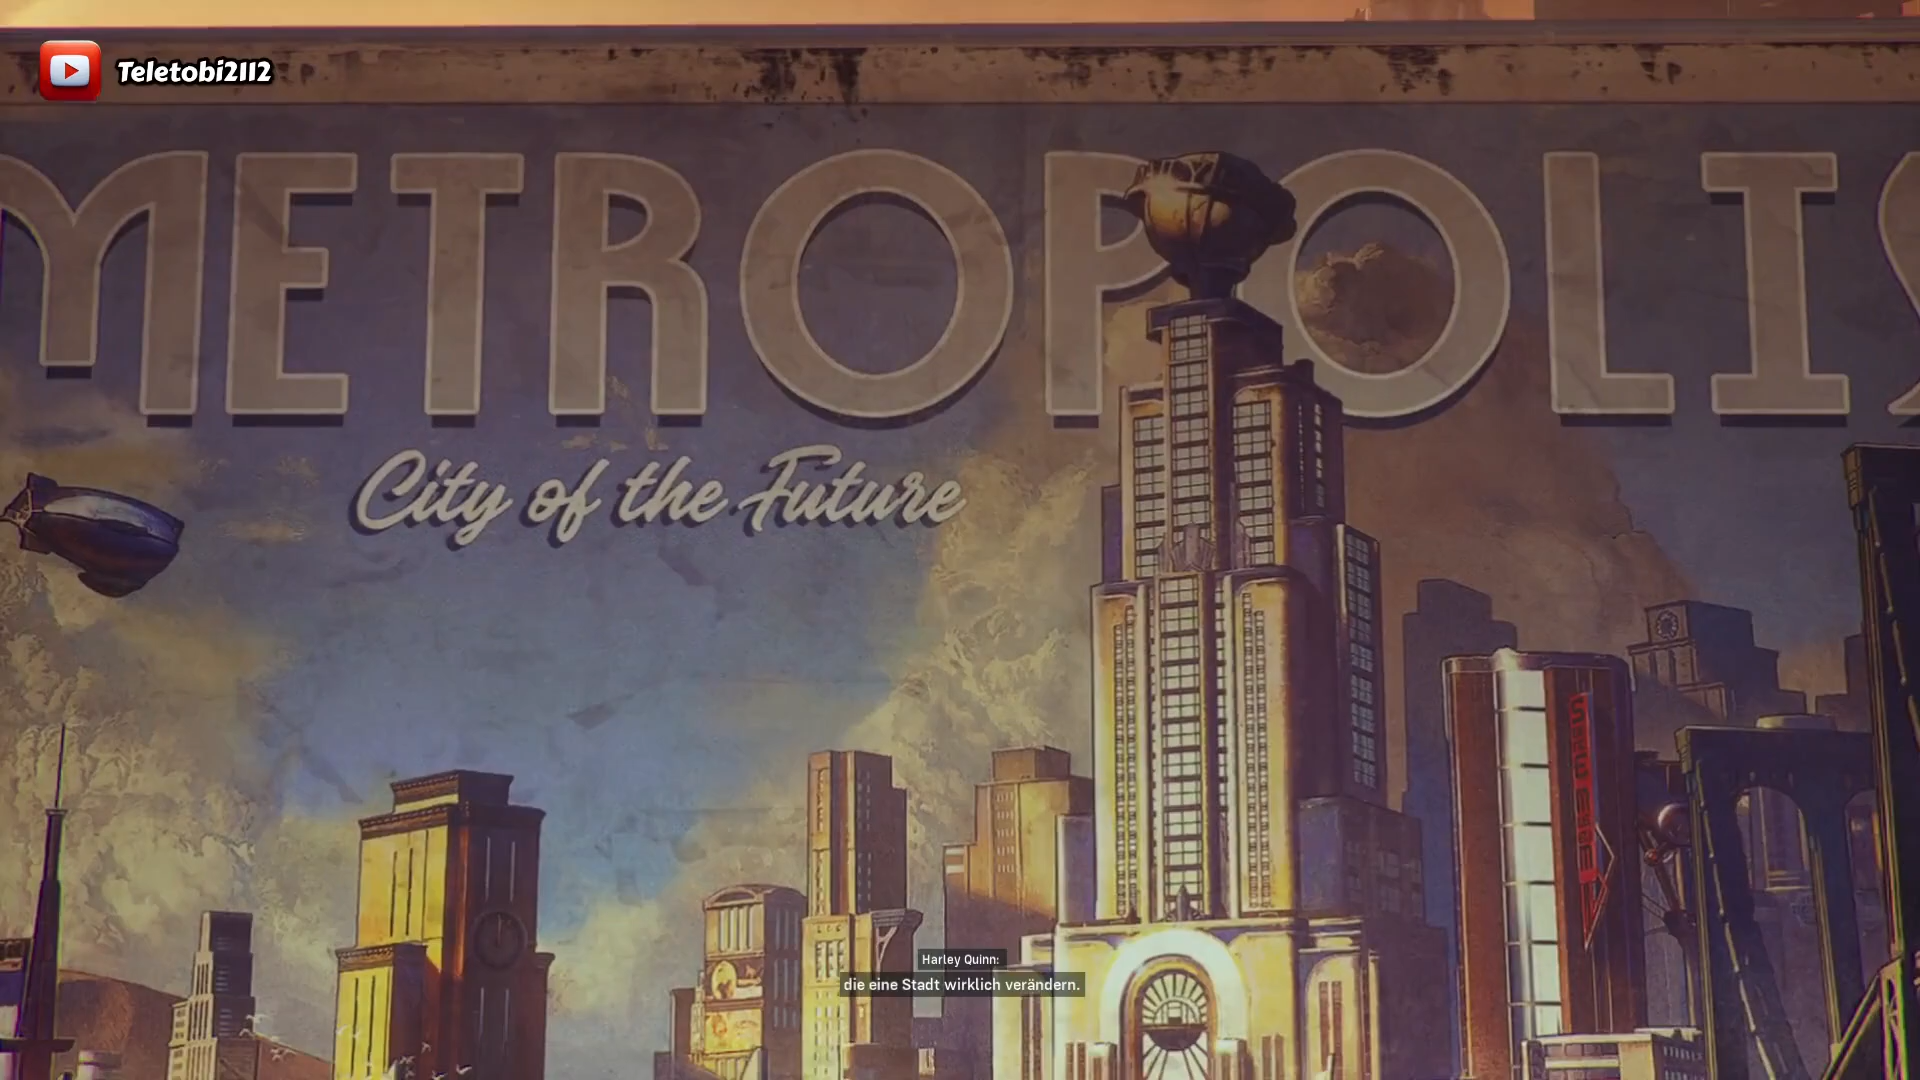 Teletobi2112
METROPOLIS
City of the Future
Harley Quinn:
die eine Stadt wirklich verändern.